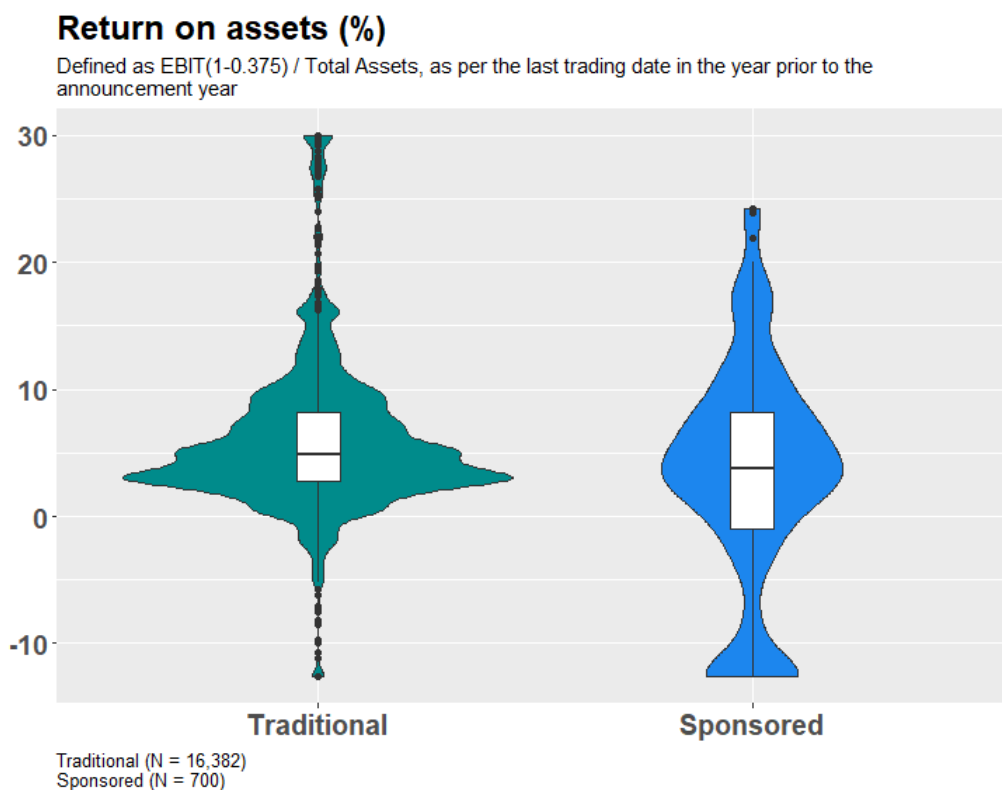 Return on assets (%)
Defined as EBIT(1-0.375) / Total Assets, as per the last trading date in the year prior to the
announcement year
30
20
10
0
-10
Traditional
Sponsored
Traditional (N = 16,382)
Sponsored (N = 700)